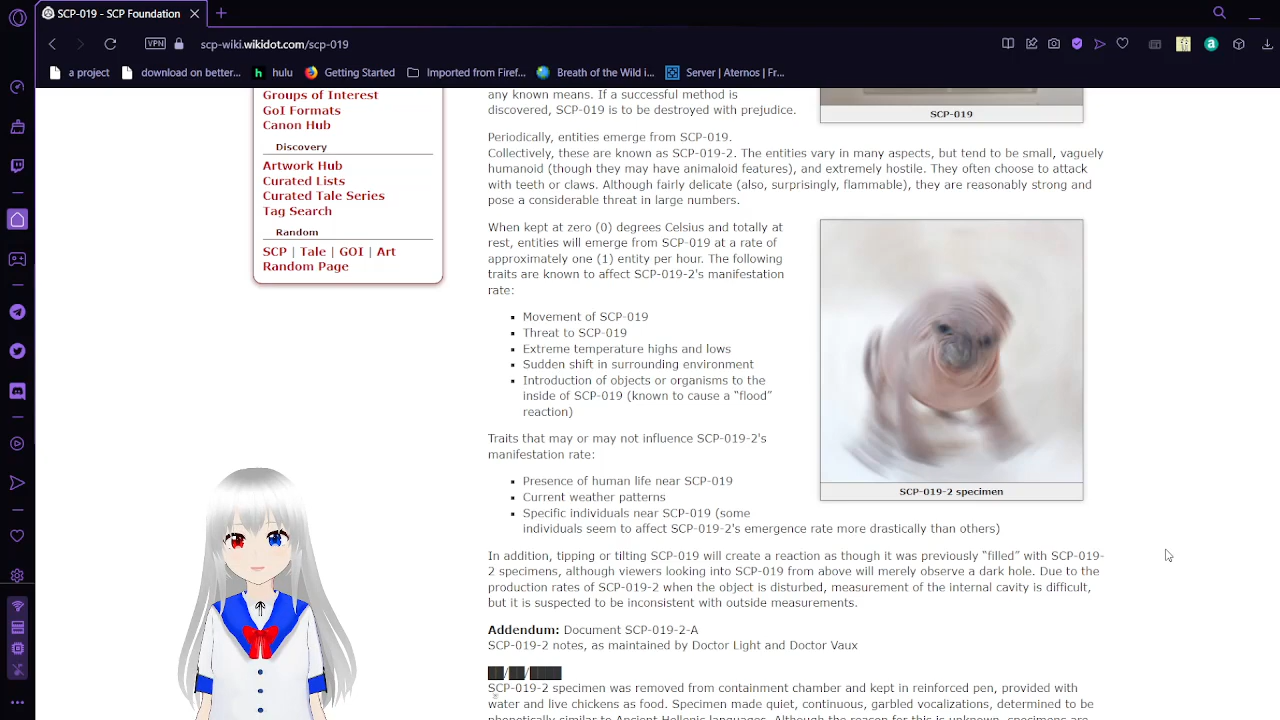 SCP-019 - SCP Foundation
VPN
scp-wiki.wikidot.com/scp-019
a project
download on better...
hulu
Getting Started
Imported from Firef...
Breath of the Wild i...
Server | Aternos | Fr...
Groups of Interest
GoI Formats
Canon Hub
Discovery
Artwork Hub
Curated Lists
Curated Tale Series
Tag Search
Random
SCP | Tale | GOI | Art
Random Page
any known means. If a successful method is
discovered, SCP-019 is to be destroyed with prejudice.
SCP-019
Periodically, entities emerge from SCP-019.
Collectively, these are known as SCP-019-2. The entities vary in many aspects, but tend to be small, vaguely
humanoid (though they may have animaloid features), and extremely hostile. They often choose to attack
with teeth or claws. Although fairly delicate (also, surprisingly, flammable), they are reasonably strong and
pose a considerable threat in large numbers.
When kept at zero (0) degrees Celsius and totally at
rest, entities will emerge from SCP-019 at a rate of
approximately one (1) entity per hour. The following
traits are known to affect SCP-019-2's manifestation
rate:
Movement of SCP-019
Threat to SCP-019
Extreme temperature highs and lows
Sudden shift in surrounding environment
Introduction of objects or organisms to the
inside of SCP-019 (known to cause a “flood”
reaction)
Traits that may or may not influence SCP-019-2's
manifestation rate:
SCP-019-2 specimen
Presence of human life near SCP-019
Current weather patterns
Specific individuals near SCP-019 (some
individuals seem to affect SCP-019-2's emergence rate more drastically than others)
In addition, tipping or tilting SCP-019 will create a reaction as though it was previously “filled” with SCP-019-
2 specimens, although viewers looking into SCP-019 from above will merely observe a dark hole. Due to the
production rates of SCP-019-2 when the object is disturbed, measurement of the internal cavity is difficult,
but it is suspected to be inconsistent with outside measurements.
Addendum: Document SCP-019-2-A
SCP-019-2 notes, as maintained by Doctor Light and Doctor Vaux
██/██/████
SCP-019-2 specimen was removed from containment chamber and kept in reinforced pen, provided with
water and live chickens as food. Specimen made quiet, continuous, garbled vocalizations, determined to be
phonetically similar to Ancient Hellenic languages. Although the reason for this is unknown, specimens are